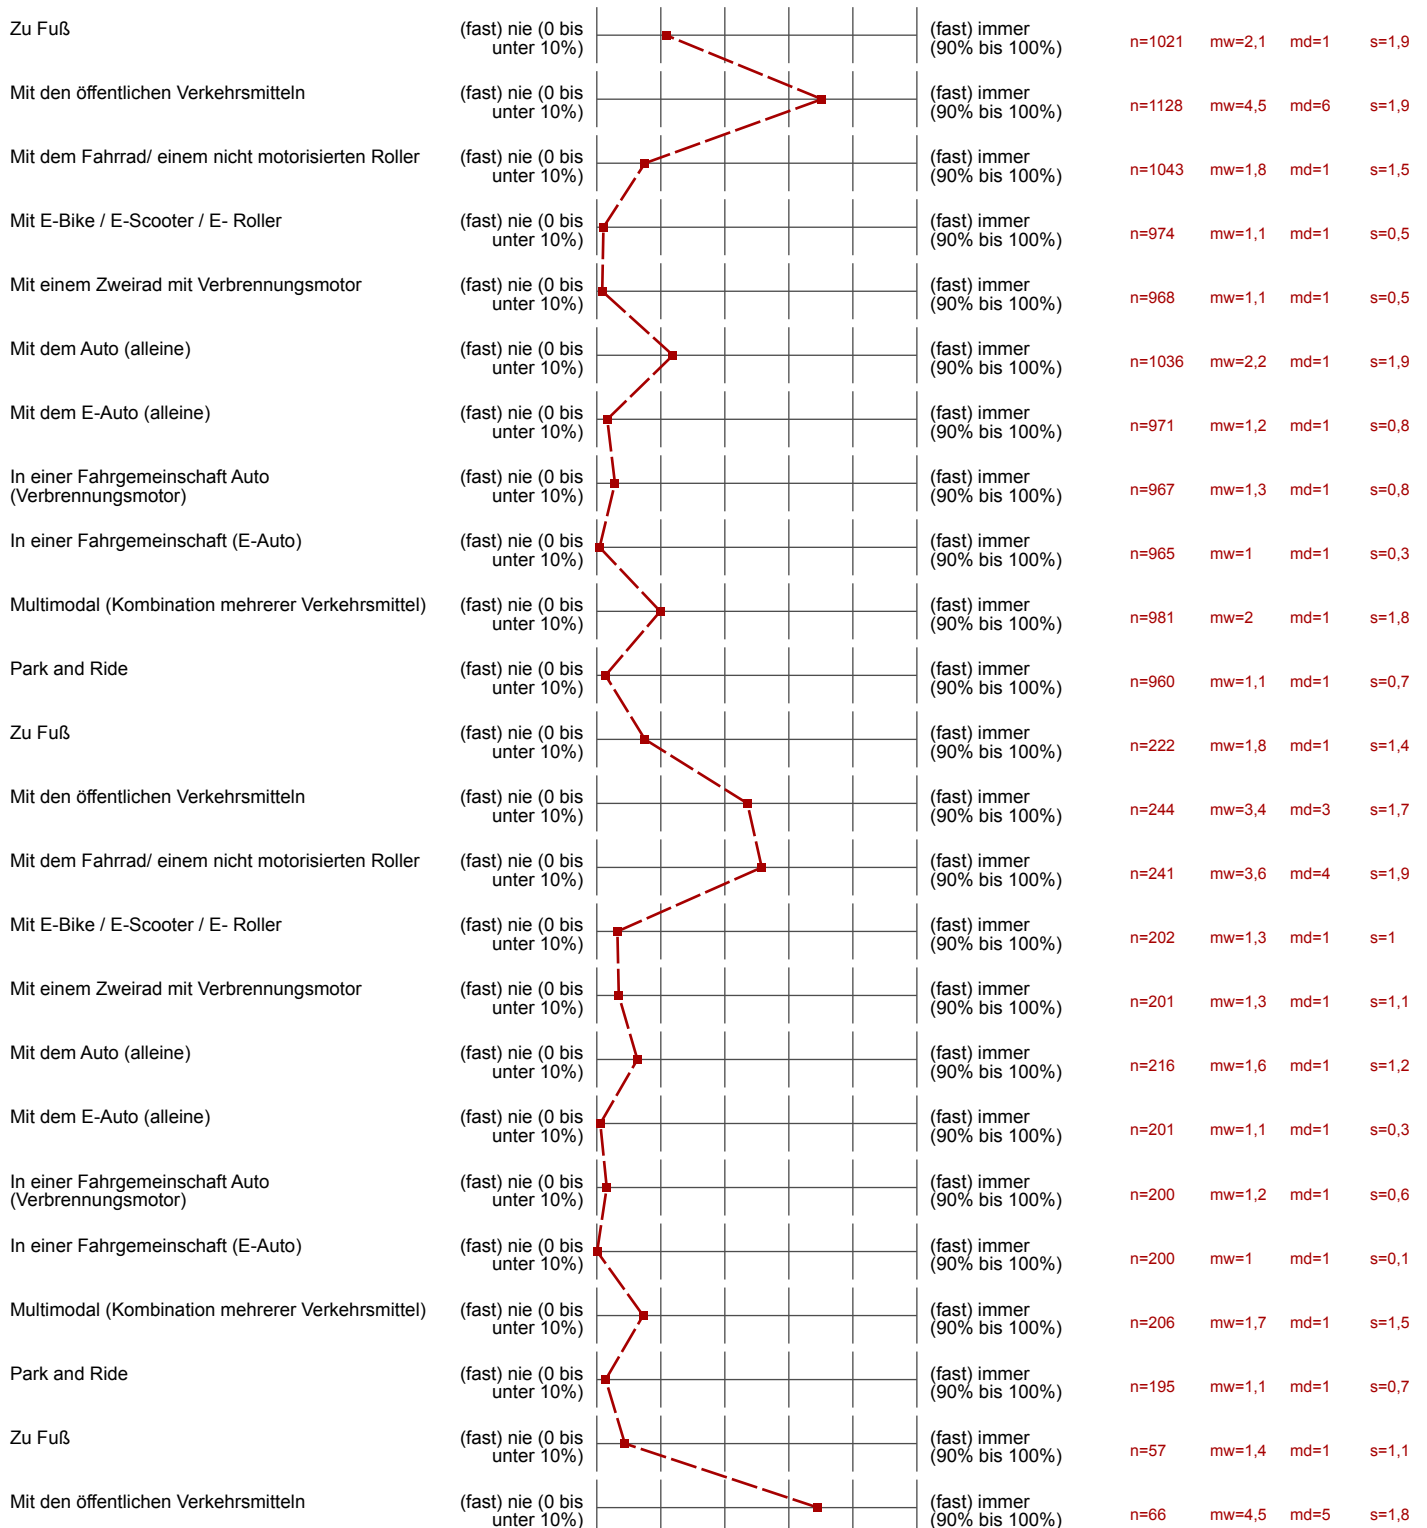 Zu Fuß (fast) nie (0 bis unter 10%) (fast) immer (90% bis 100%) n=1021 mw=2,1 md=1 s=1,9
Mit den öffentlichen Verkehrsmitteln (fast) nie (0 bis unter 10%) (fast) immer (90% bis 100%) n=1128 mw=4,5 md=6 s=1,9
Mit dem Fahrrad/ einem nicht motorisierten Roller (fast) nie (0 bis unter 10%) (fast) immer (90% bis 100%) n=1043 mw=1,8 md=1 s=1,5
Mit E-Bike / E-Scooter / E- Roller (fast) nie (0 bis unter 10%) (fast) immer (90% bis 100%) n=974 mw=1,1 md=1 s=0,5
Mit einem Zweirad mit Verbrennungsmotor (fast) nie (0 bis unter 10%) (fast) immer (90% bis 100%) n=968 mw=1,1 md=1 s=0,5
Mit dem Auto (alleine) (fast) nie (0 bis unter 10%) (fast) immer (90% bis 100%) n=1036 mw=2,2 md=1 s=1,9
Mit dem E-Auto (alleine) (fast) nie (0 bis unter 10%) (fast) immer (90% bis 100%) n=971 mw=1,2 md=1 s=0,8
In einer Fahrgemeinschaft Auto (Verbrennungsmotor) (fast) nie (0 bis unter 10%) (fast) immer (90% bis 100%) n=967 mw=1,3 md=1 s=0,8
In einer Fahrgemeinschaft (E-Auto) (fast) nie (0 bis unter 10%) (fast) immer (90% bis 100%) n=965 mw=1 md=1 s=0,3
Multimodal (Kombination mehrerer Verkehrsmittel) (fast) nie (0 bis unter 10%) (fast) immer (90% bis 100%) n=981 mw=2 md=1 s=1,8
Park and Ride (fast) nie (0 bis unter 10%) (fast) immer (90% bis 100%) n=960 mw=1,1 md=1 s=0,7
Zu Fuß (fast) nie (0 bis unter 10%) (fast) immer (90% bis 100%) n=222 mw=1,8 md=1 s=1,4
Mit den öffentlichen Verkehrsmitteln (fast) nie (0 bis unter 10%) (fast) immer (90% bis 100%) n=244 mw=3,4 md=3 s=1,7
Mit dem Fahrrad/ einem nicht motorisierten Roller (fast) nie (0 bis unter 10%) (fast) immer (90% bis 100%) n=241 mw=3,6 md=4 s=1,9
Mit E-Bike / E-Scooter / E- Roller (fast) nie (0 bis unter 10%) (fast) immer (90% bis 100%) n=202 mw=1,3 md=1 s=1
Mit einem Zweirad mit Verbrennungsmotor (fast) nie (0 bis unter 10%) (fast) immer (90% bis 100%) n=201 mw=1,3 md=1 s=1,1
Mit dem Auto (alleine) (fast) nie (0 bis unter 10%) (fast) immer (90% bis 100%) n=216 mw=1,6 md=1 s=1,2
Mit dem E-Auto (alleine) (fast) nie (0 bis unter 10%) (fast) immer (90% bis 100%) n=201 mw=1,1 md=1 s=0,3
In einer Fahrgemeinschaft Auto (Verbrennungsmotor) (fast) nie (0 bis unter 10%) (fast) immer (90% bis 100%) n=200 mw=1,2 md=1 s=0,6
In einer Fahrgemeinschaft (E-Auto) (fast) nie (0 bis unter 10%) (fast) immer (90% bis 100%) n=200 mw=1 md=1 s=0,1
Multimodal (Kombination mehrerer Verkehrsmittel) (fast) nie (0 bis unter 10%) (fast) immer (90% bis 100%) n=206 mw=1,7 md=1 s=1,5
Park and Ride (fast) nie (0 bis unter 10%) (fast) immer (90% bis 100%) n=195 mw=1,1 md=1 s=0,7
Zu Fuß (fast) nie (0 bis unter 10%) (fast) immer (90% bis 100%) n=57 mw=1,4 md=1 s=1,1
Mit den öffentlichen Verkehrsmitteln (fast) nie (0 bis unter 10%) (fast) immer (90% bis 100%) n=66 mw=4,5 md=5 s=1,8